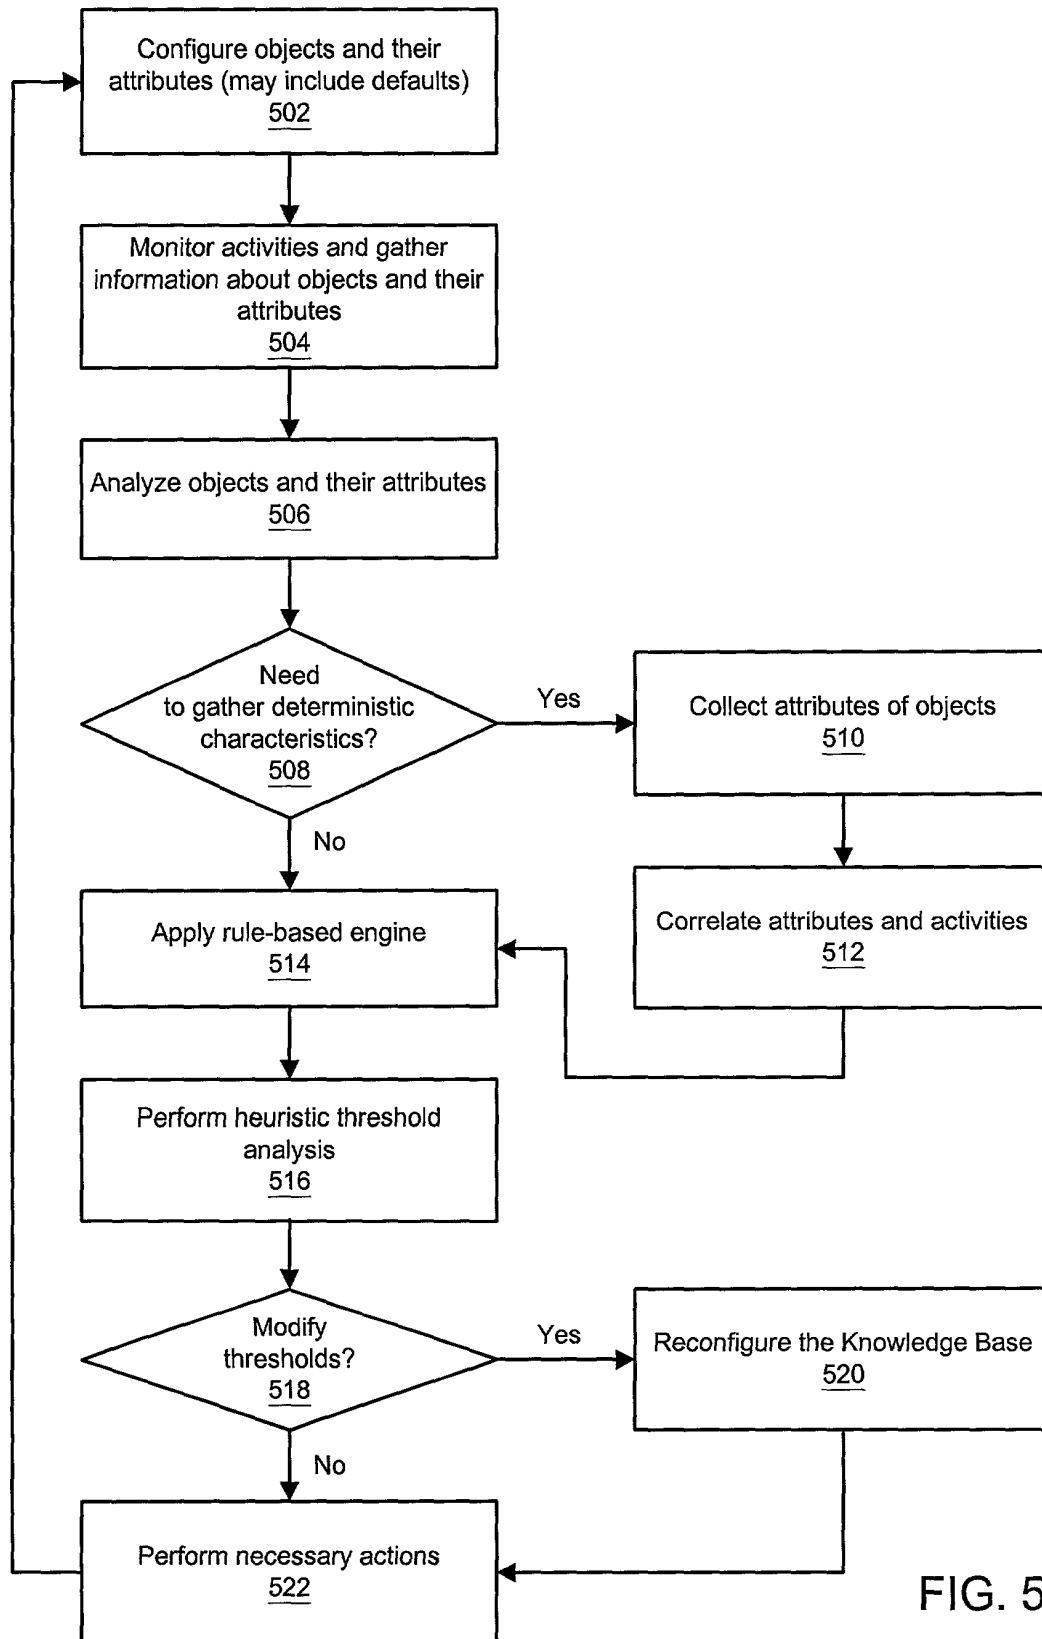 Configure objects and their
attributes (may include defaults)
502
Monitor activities and gather
information about objects and their
attributes
504
Analyze objects and their attributes
506
Need
to gather deterministic
characteristics?
508
Yes
Collect attributes of objects
510
No
Correlate attributes and activities
512
Apply rule-based engine
514
Perform heuristic threshold
analysis
516
Modify
thresholds?
518
Yes
Reconfigure the Knowledge Base
520
No
Perform necessary actions
522
FIG. 5